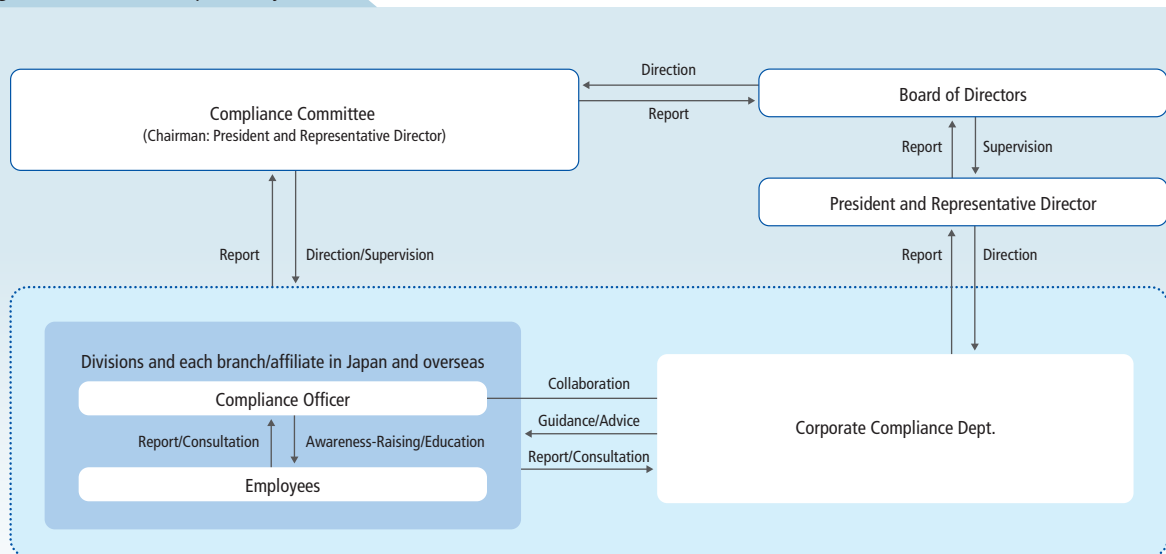 Direction
Compliance Committee
(Chairman: President and Representative Director)
Board of Directors
Report
Report
Supervision
President and Representative Director
Report
Direction/Supervision
Report
Direction
Divisions and each branch/affiliate in Japan and overseas
Compliance Officer
Collaboration
Guidance/Advice
Corporate Compliance Dept.
Report/Consultation
Awareness-Raising/Education
Report/Consultation
Employees